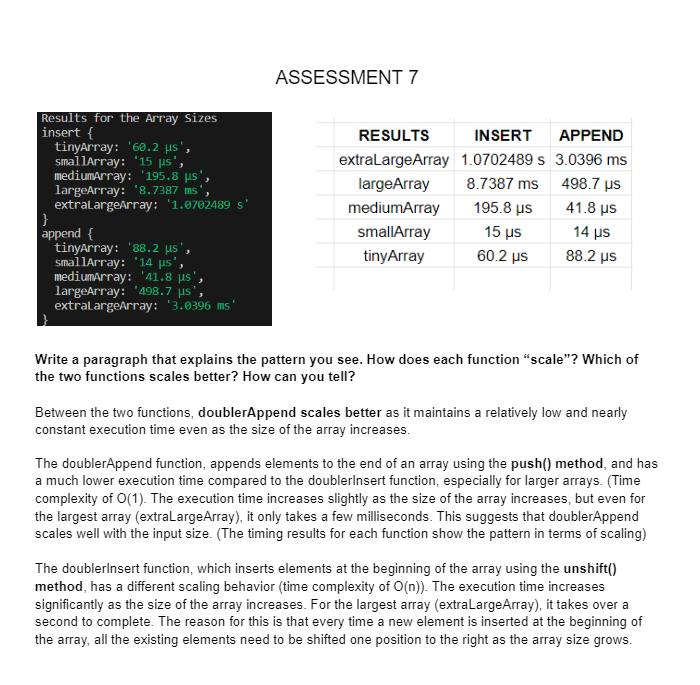 ASSESSMENT 7
Results for the Array Sizes
insert {
tinyArray: '60.2 μs',
smallArray: '15 μs',
mediumArray: '195.8 μs',
largeArray: '8.7387 ms',
extraLargeArray: '1.0702489 s'
}
append {
tinyArray: '88.2 μs',
smallArray: '14 μs',
mediumArray: '41.8 μs',
largeArray: '498.7 μs',
extraLargeArray: '3.0396 ms'
}
RESULTS INSERT APPEND
extraLargeArray 1.0702489 s 3.0396 ms
largeArray 8.7387 ms 498.7 μs
mediumArray 195.8 μs 41.8 μs
smallArray 15 μs 14 μs
tinyArray 60.2 μs 88.2 μs
Write a paragraph that explains the pattern you see. How does each function “scale”? Which of
the two functions scales better? How can you tell?
Between the two functions, doublerAppend scales better as it maintains a relatively low and nearly
constant execution time even as the size of the array increases.
The doublerAppend function, appends elements to the end of an array using the push() method, and has
a much lower execution time compared to the doublerInsert function, especially for larger arrays. (Time
complexity of O(1). The execution time increases slightly as the size of the array increases, but even for
the largest array (extraLargeArray), it only takes a few milliseconds. This suggests that doublerAppend
scales well with the input size. (The timing results for each function show the pattern in terms of scaling)
The doublerInsert function, which inserts elements at the beginning of the array using the unshift()
method, has a different scaling behavior (time complexity of O(n)). The execution time increases
significantly as the size of the array increases. For the largest array (extraLargeArray), it takes over a
second to complete. The reason for this is that every time a new element is inserted at the beginning of
the array, all the existing elements need to be shifted one position to the right as the array size grows.